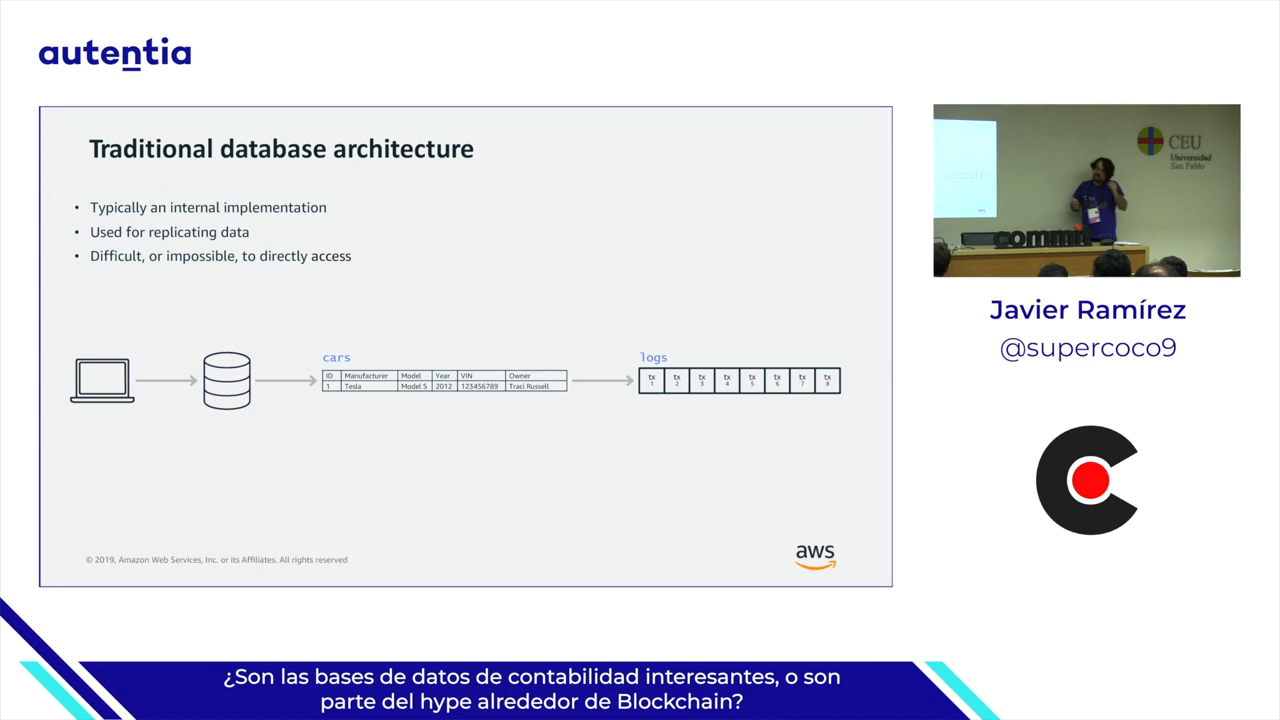 autentia
Traditional database architecture
• Typically an internal implementation
• Used for replicating data
• Difficult, or impossible, to directly access
cars
ID Manufacturer Model Year VIN Owner
1 Tesla Model S 2012 123456789 Traci Russell
logs
tx tx tx tx tx tx tx tx
1 2 3 4 5 6 7 8
© 2019, Amazon Web Services, Inc. or its Affiliates. All rights reserved
aws
CEU
Universidad
San Pablo
commit
Javier Ramírez
@supercoco9
¿Son las bases de datos de contabilidad interesantes, o son
parte del hype alrededor de Blockchain?